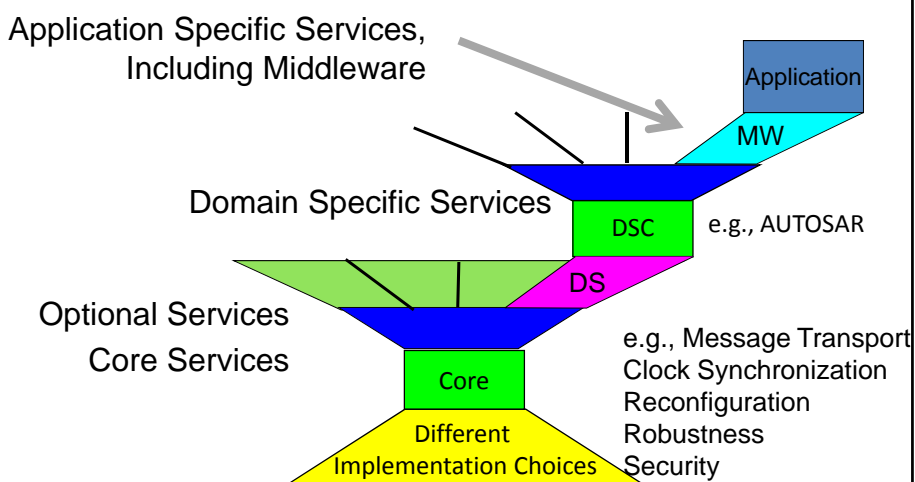 Application Specific Services,
Including Middleware
Application
MW
Domain Specific Services
DSC
e.g., AUTOSAR
DS
Optional Services
Core Services
Core
e.g., Message Transport
Clock Synchronization
Reconfiguration
Robustness
Security
Different
Implementation Choices